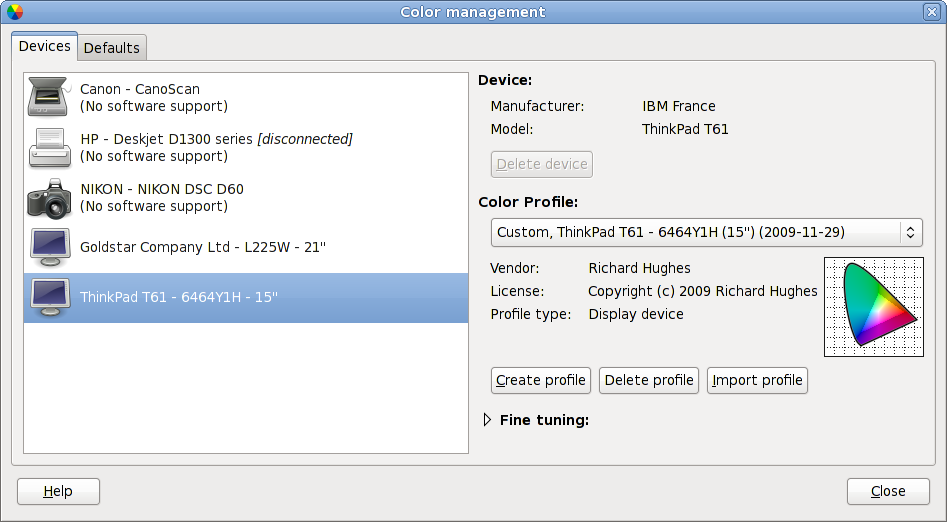 Color management
Devices
Defaults
Canon - CanoScan
(No software support)
HP - Deskjet D1300 series [disconnected]
(No software support)
NIKON - NIKON DSC D60
(No software support)
Goldstar Company Ltd - L225W - 21"
ThinkPad T61 - 6464Y1H - 15"
Device:
Manufacturer: IBM France
Model: ThinkPad T61
Delete device
Color Profile:
Custom, ThinkPad T61 - 6464Y1H (15") (2009-11-29)
Vendor: Richard Hughes
License: Copyright (c) 2009 Richard Hughes
Profile type: Display device
Create profile
Delete profile
Import profile
Fine tuning:
Help
Close